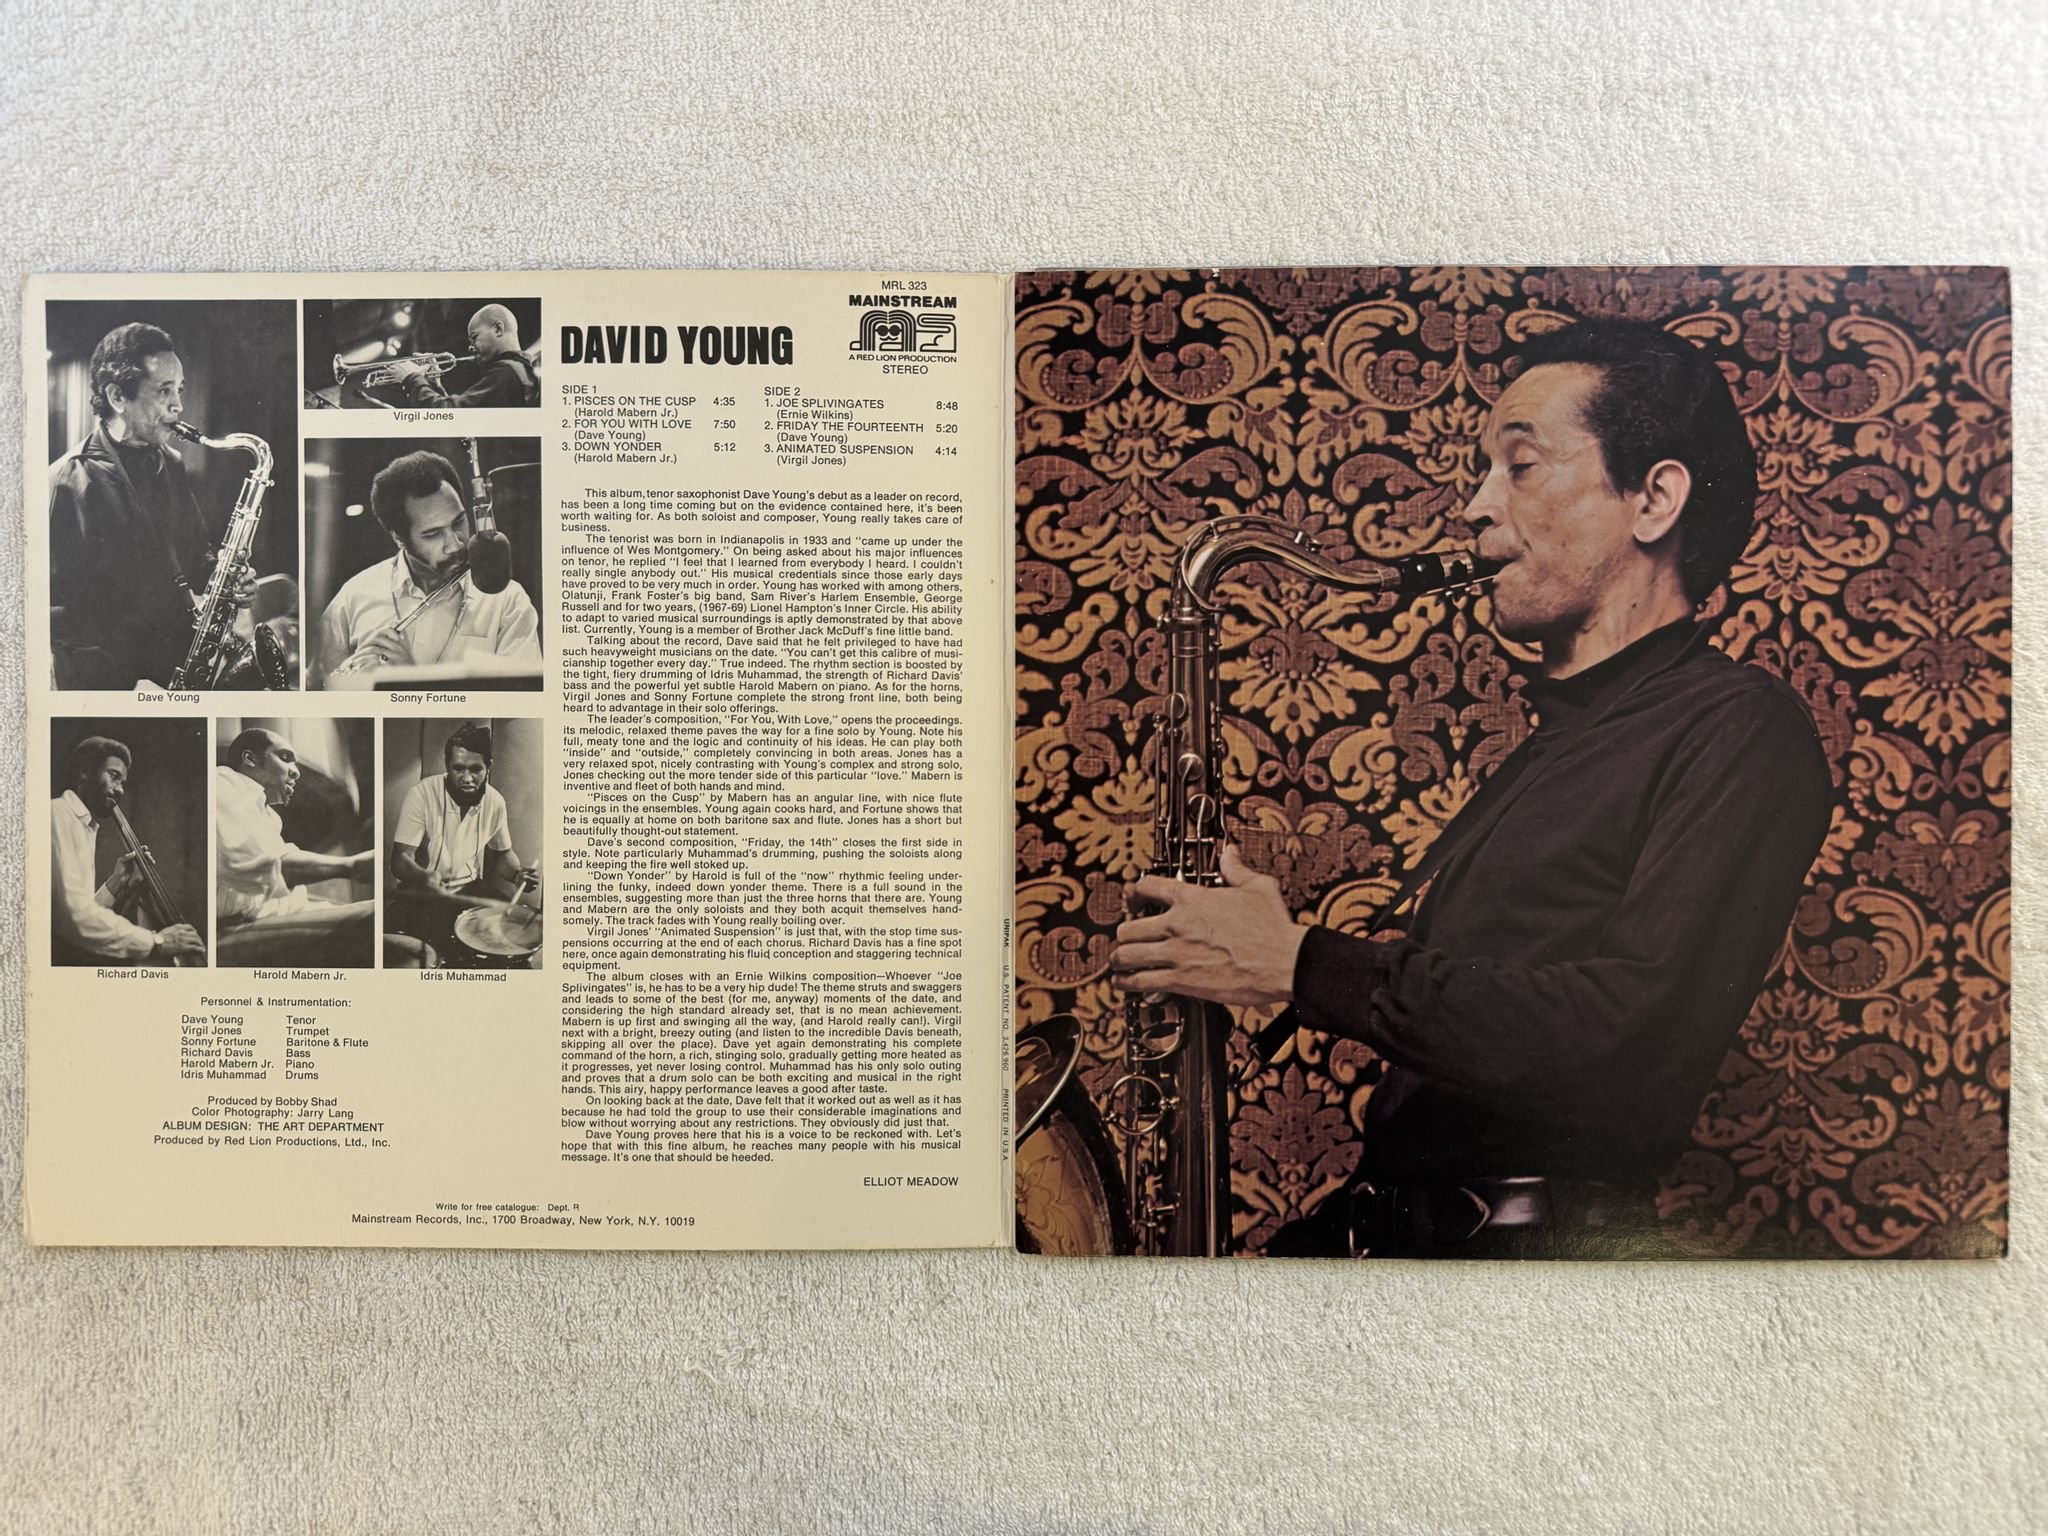 Virgil Jones
Dave Young
Sonny Fortune
Richard Davis
Harold Mabern Jr.
Idris Muhammad
Personnel & Instrumentation:
Dave Young Tenor
Virgil Jones Trumpet
Sonny Fortune Baritone & Flute
Richard Davis Bass
Harold Mabern Jr. Piano
Idris Muhammad Drums
Produced by Bobby Shad
Color Photography: Jarry Lang
ALBUM DESIGN: THE ART DEPARTMENT
Produced by Red Lion Productions, Ltd., Inc.
DAVID YOUNG
MRL 323
MAINSTREAM
A RED LION PRODUCTION
STEREO
SIDE 1
1. PISCES ON THE CUSP 4:35
(Harold Mabern Jr.)
2. FOR YOU WITH LOVE 7:50
(Dave Young)
3. DOWN YONDER 5:12
(Harold Mabern Jr.)
SIDE 2
1. JOE SPLIVINGATES 8:48
(Ernie Wilkins)
2. FRIDAY THE FOURTEENTH 5:20
(Dave Young)
3. ANIMATED SUSPENSION 4:14
(Virgil Jones)
This album, tenor saxophonist Dave Young's debut as a leader on record,
has been a long time coming but on the evidence contained here, it's been
worth waiting for. As both soloist and composer, Young really takes care of
business.
The tenorist was born in Indianapolis in 1933 and "came up under the
influence of Wes Montgomery." On being asked about his major influences
on tenor, he replied "I feel that I learned from everybody I heard. I couldn't
really single anybody out." His musical credentials since those early days
have proved to be very much in order. Young has worked with among others,
Olatunji, Frank Foster's big band, Sam River's Harlem Ensemble, George
Russell and for two years, (1967-69) Lionel Hampton's Inner Circle. His ability
to adapt to varied musical surroundings is aptly demonstrated by that above
list. Currently, Young is a member of Brother Jack McDuff's fine little band.
Talking about the record, Dave said that he felt privileged to have had
such heavyweight musicians on the date. "You can't get this calibre of musi-
cianship together every day." True indeed. The rhythm section is boosted by
the tight, fiery drumming of Idris Muhammad, the strength of Richard Davis'
bass and the powerful yet subtle Harold Mabern on piano. As for the horns,
Virgil Jones and Sonny Fortune complete the strong front line, both being
heard to advantage in their solo offerings.
The leader's composition, "For You, With Love," opens the proceedings.
its melodic, relaxed theme paves the way for a fine solo by Young. Note his
full, meaty tone and the logic and continuity of his ideas. He can play both
"inside" and "outside," completely convincing in both areas. Jones has a
very relaxed spot, nicely contrasting with Young's complex and strong solo,
Jones checking out the more tender side of this particular "love." Mabern is
inventive and fleet of both hands and mind.
"Pisces on the Cusp" by Mabern has an angular line, with nice flute
voicings in the ensembles. Young again cooks hard, and Fortune shows that
he is equally at home on both baritone sax and flute. Jones has a short but
beautifully thought-out statement.
Dave's second composition, "Friday, the 14th" closes the first side in
style. Note particularly Muhammad's drumming, pushing the soloists along
and keeping the fire well stoked up.
"Down Yonder" by Harold is full of the "now" rhythmic feeling under-
lining the funky, indeed down yonder theme. There is a full sound in the
ensembles, suggesting more than just the three horns that there are. Young
and Mabern are the only soloists and they both acquit themselves hand-
somely. The track fades with Young really boiling over.
Virgil Jones' "Animated Suspension" is just that, with the stop time sus-
pensions occurring at the end of each chorus. Richard Davis has a fine spot
here, once again demonstrating his fluid conception and staggering technical
equipment.
The album closes with an Ernie Wilkins composition—Whoever "Joe
Splivingates" is, he has to be a very hip dude! The theme struts and swaggers
and leads to some of the best (for me, anyway) moments of the date, and
considering the high standard already set, that is no mean achievement.
Mabern is up first and swinging all the way, (and Harold really can!). Virgil
next with a bright, breezy outing (and listen to the incredible Davis beneath,
skipping all over the place). Dave yet again demonstrating his complete
command of the horn, a rich, stinging solo, gradually getting more heated as
it progresses, yet never losing control. Muhammad has his only solo outing
and proves that a drum solo can be both exciting and musical in the right
hands. This airy, happy performance leaves a good after taste.
On looking back at the date, Dave felt that it worked out as well as it has
because he had told the group to use their considerable imaginations and
blow without worrying about any restrictions. They obviously did just that.
Dave Young proves here that his is a voice to be reckoned with. Let's
hope that with this fine album, he reaches many people with his musical
message. It's one that should be heeded.
ELLIOT MEADOW
Write for free catalogue: Dept. R
Mainstream Records, Inc., 1700 Broadway, New York, N.Y. 10019
UNIPAK U.S. PATENT NO. 3,426,960 PRINTED IN U.S.A.